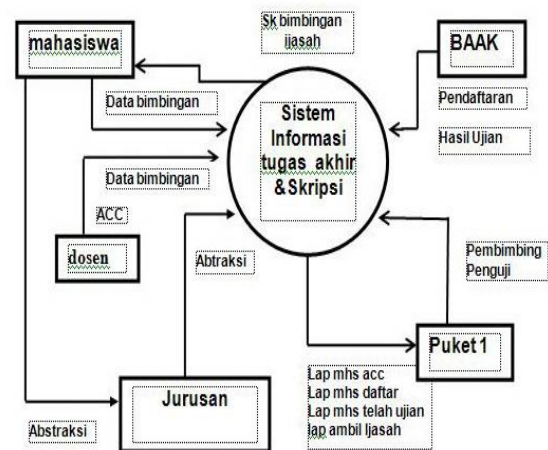 Sk bimbingan
ijasah
mahasiswa
BAAK
Data bimbingan
Pendaftaran
Hasil Ujian
Sistem
Informasi
tugas akhir
&Skripsi
Data bimbingan
ACC
dosen
Abtraksi
Pembimbing
Penguji
Puket 1
Jurusan
Lap mhs acc
Lap mhs daftar
Lap mhs telah ujian
lap ambil Ijasah
Abstraksi